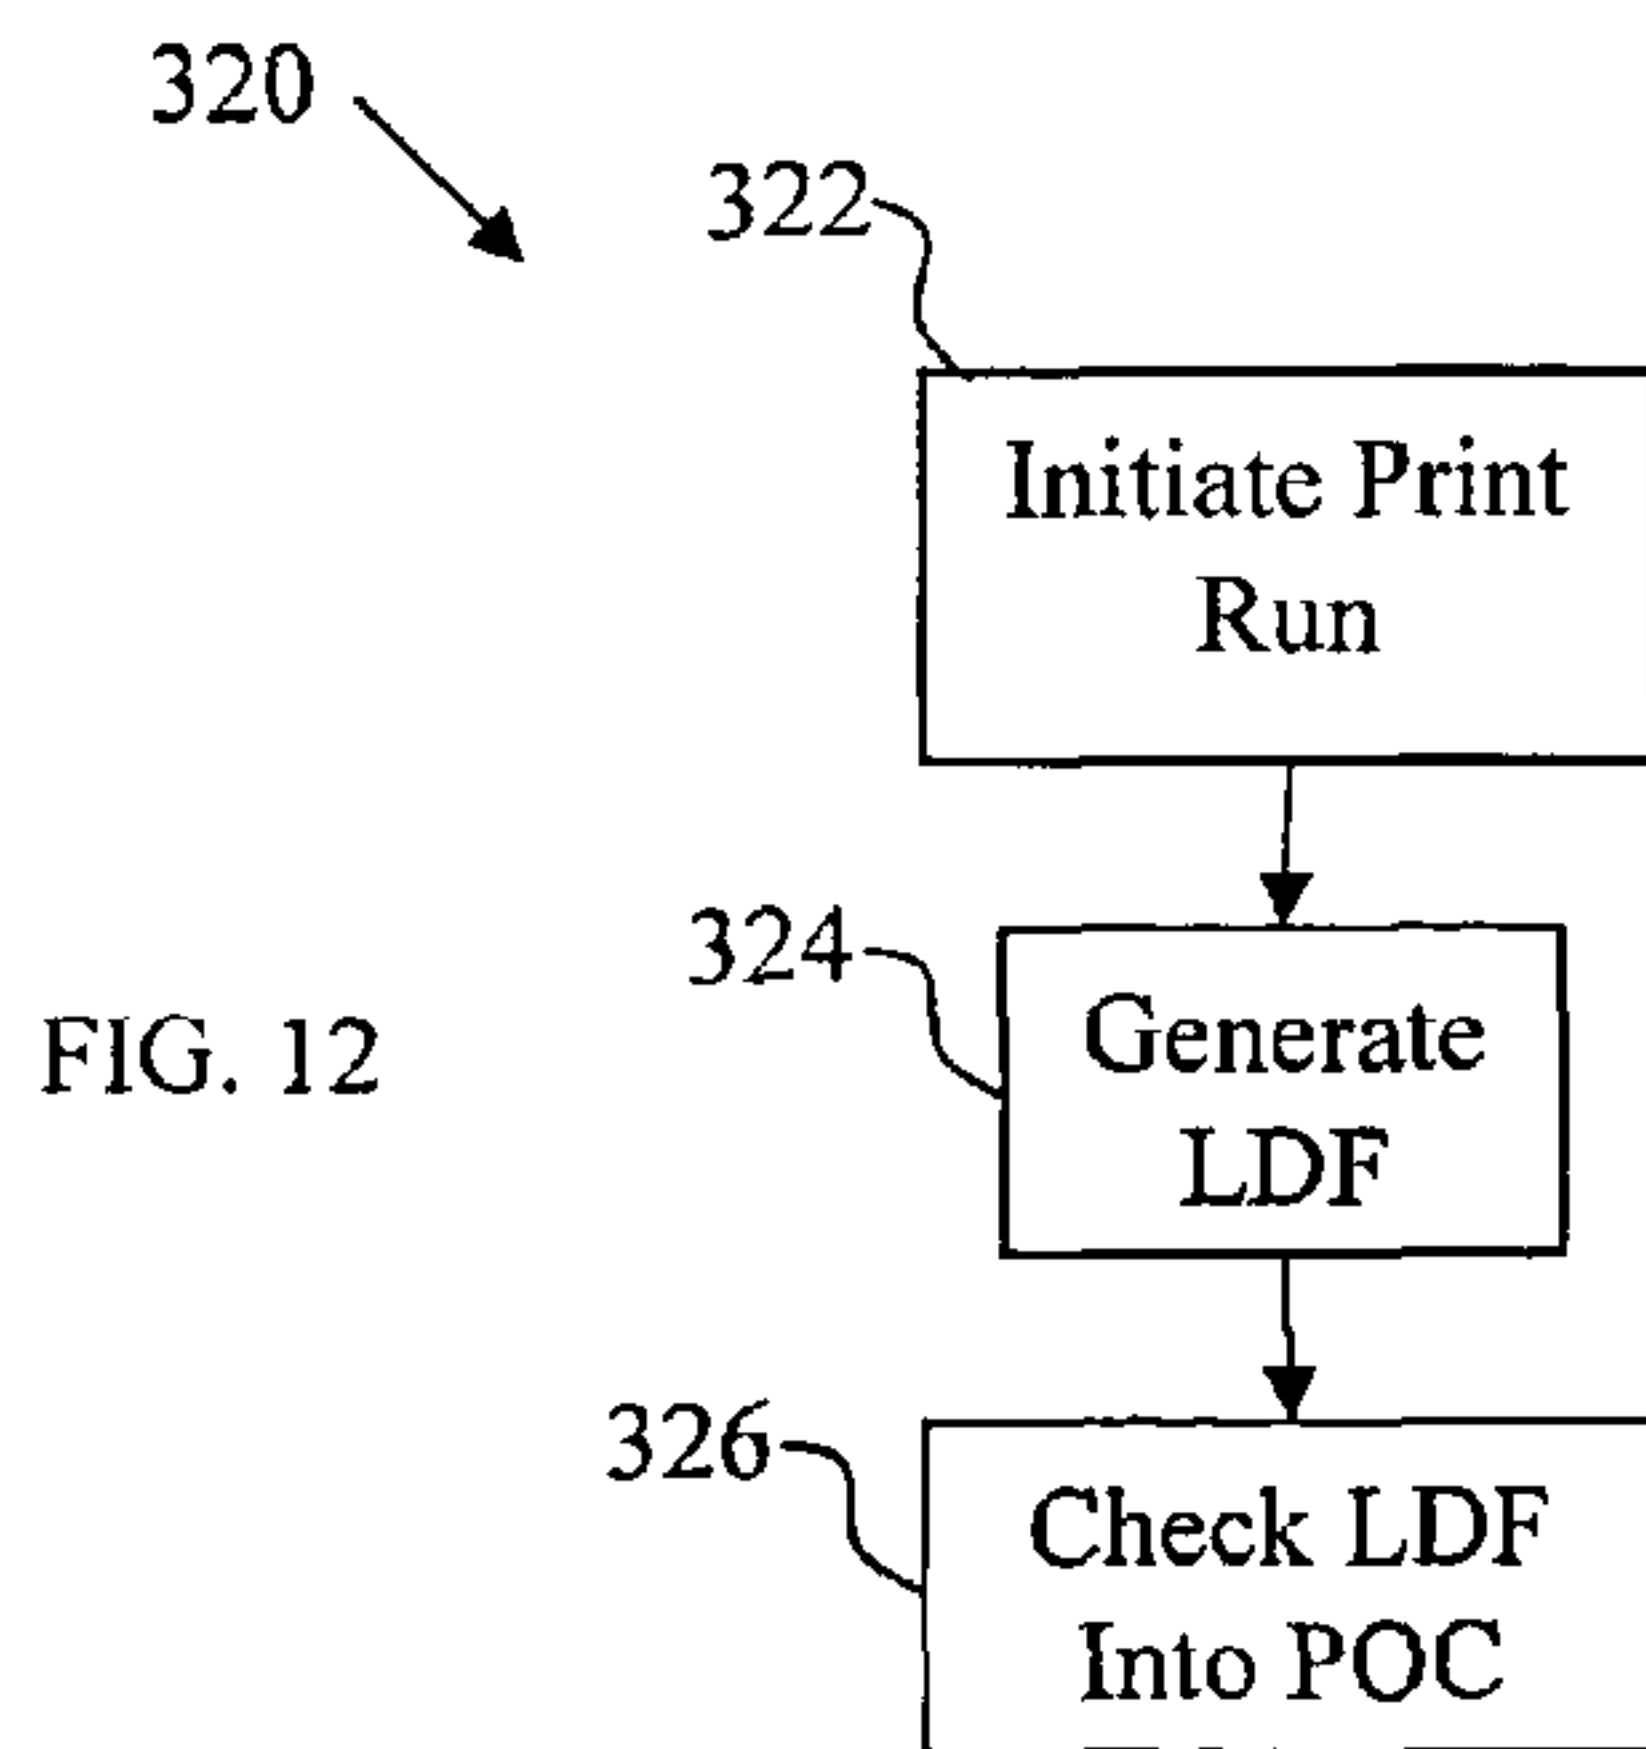 320
322
Initiate Print
Run
324
Generate
LDF
FIG. 12
326
Check LDF
Into POC